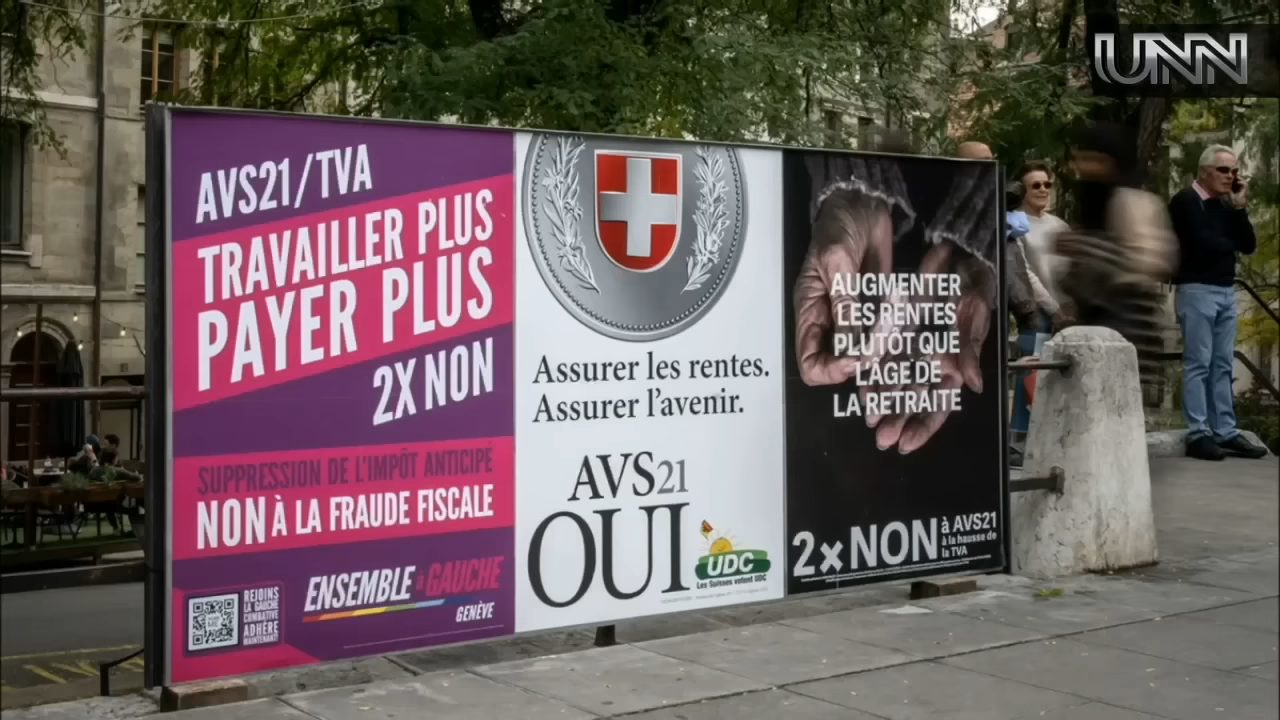 UNN
AVS21/TVA
TRAVAILLER PLUS
PAYER PLUS
2X NON
SUPPRESSION DE L'IMPÔT ANTICIPÉ
NON À LA FRAUDE FISCALE
ENSEMBLE à GAUCHE
GENÈVE
REJOINS
LA GAUCHE
COMBATIVE
ADHÈRE
MAINTENANT
Assurer les rentes.
Assurer l'avenir.
AVS21
OUI
UDC
Les Suisses votent UDC
AUGMENTER
LES RENTES
PLUTÔT QUE
L'ÂGE DE
LA RETRAITE
2×NON
à AVS21
à la hausse de
la TVA